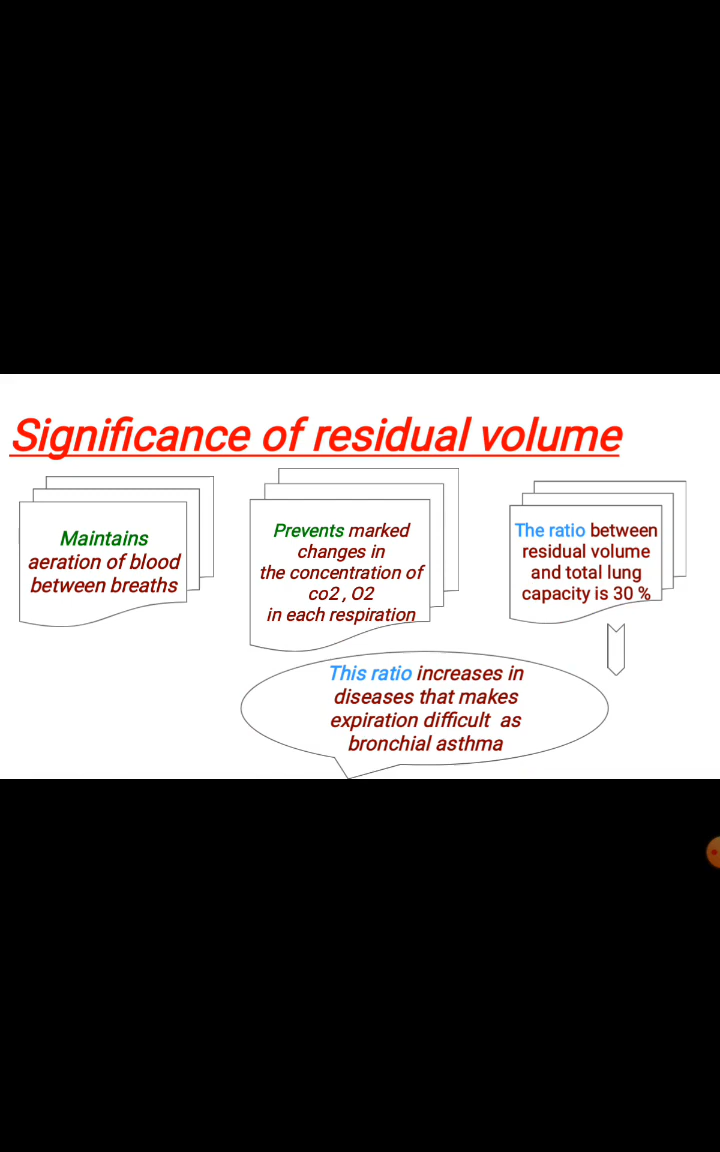 Significance of residual volume
Maintains
aeration of blood
between breaths
Prevents marked
changes in
the concentration of
co2 , O2
in each respiration
The ratio between
residual volume
and total lung
capacity is 30 %
This ratio increases in
diseases that makes
expiration difficult as
bronchial asthma